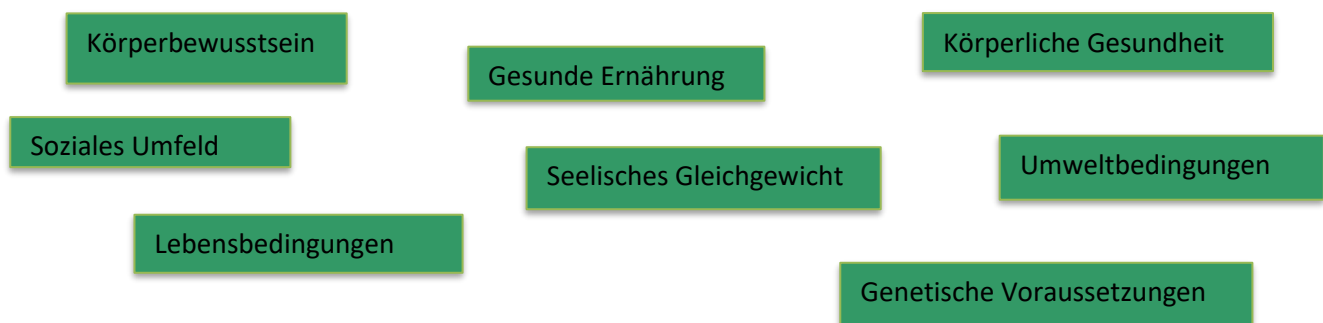 Körperbewusstsein
Gesunde Ernährung
Körperliche Gesundheit
Soziales Umfeld
Seelisches Gleichgewicht
Umweltbedingungen
Lebensbedingungen
Genetische Voraussetzungen